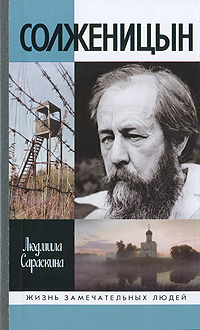 СОЛЖЕНИЦЫН
Людмила
Сараскина
ЖИЗНЬ ЗАМЕЧАТЕЛЬНЫХ ЛЮДЕЙ